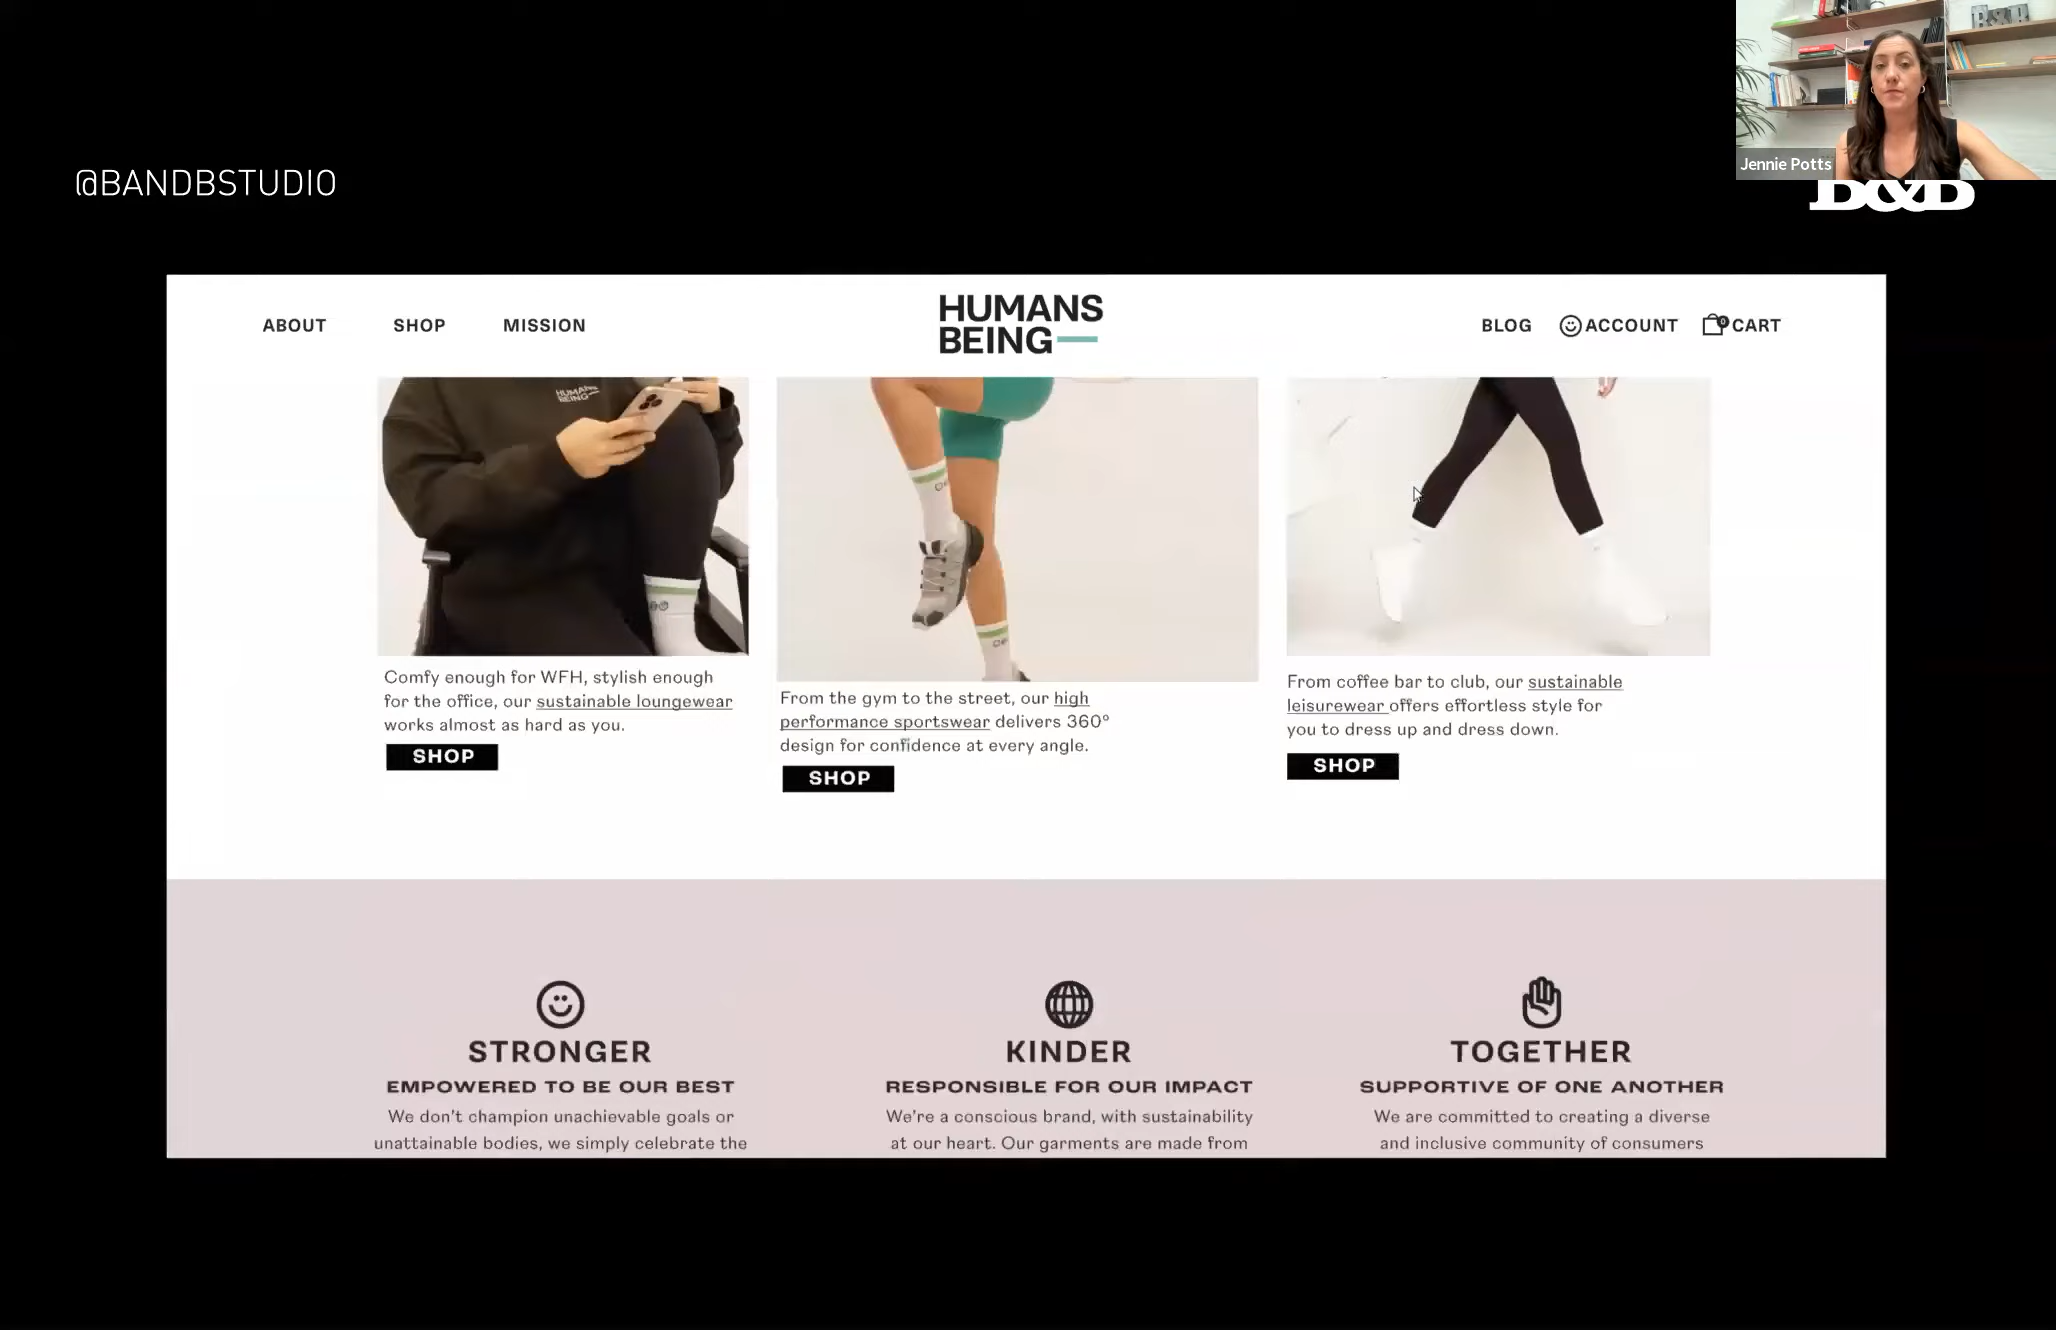 Jennie Potts
@BANDBSTUDIO
B&B
ABOUT
SHOP
MISSION
HUMANS
BEING
BLOG
ACCOUNT
0
CART
HUMANS
BEING
Comfy enough for WFH, stylish enough
for the office, our sustainable loungewear
works almost as hard as you.
SHOP
From the gym to the street, our high
performance sportswear delivers 360°
design for confidence at every angle.
SHOP
From coffee bar to club, our sustainable
leisurewear offers effortless style for
you to dress up and dress down.
SHOP
STRONGER
EMPOWERED TO BE OUR BEST
We don't champion unachievable goals or
unattainable bodies, we simply celebrate the
KINDER
RESPONSIBLE FOR OUR IMPACT
We're a conscious brand, with sustainability
at our heart. Our garments are made from
TOGETHER
SUPPORTIVE OF ONE ANOTHER
We are committed to creating a diverse
and inclusive community of consumers